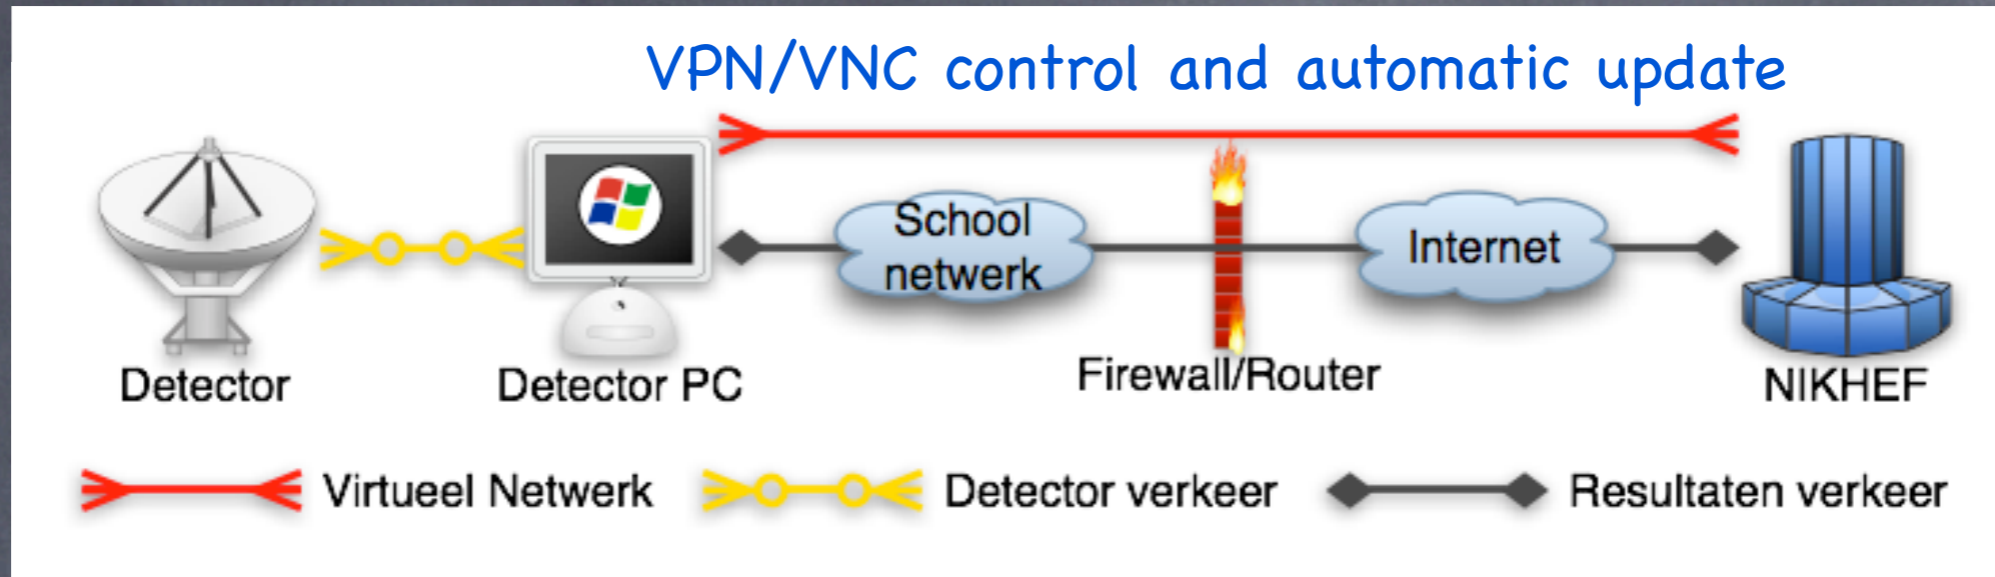 VPN/VNC control and automatic update
School
netwerk
Internet
Detector
Detector PC
Firewall/Router
NIKHEF
Virtueel Netwerk
Detector verkeer
Resultaten verkeer